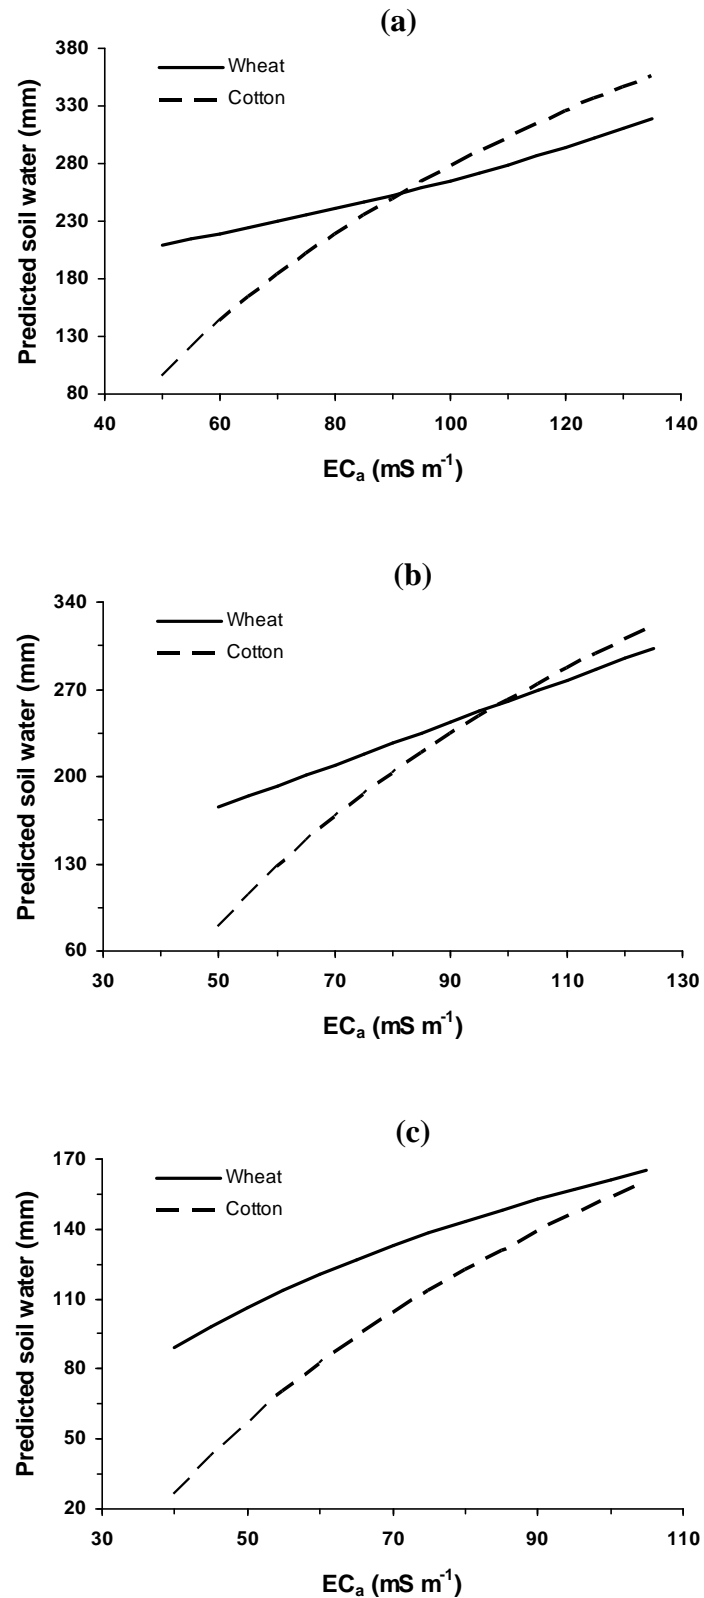 (a)
380
Wheat
Cotton
330
280
230
180
130
80
Predicted soil water (mm)
40 60 80 100 120 140
ECa (mS m-1)
(b)
340
Wheat
Cotton
270
200
130
60
Predicted soil water (mm)
30 50 70 90 110 130
ECa (mS m-1)
(c)
170
Wheat
Cotton
140
110
80
50
20
Predicted soil water (mm)
30 50 70 90 110
ECa (mS m-1)